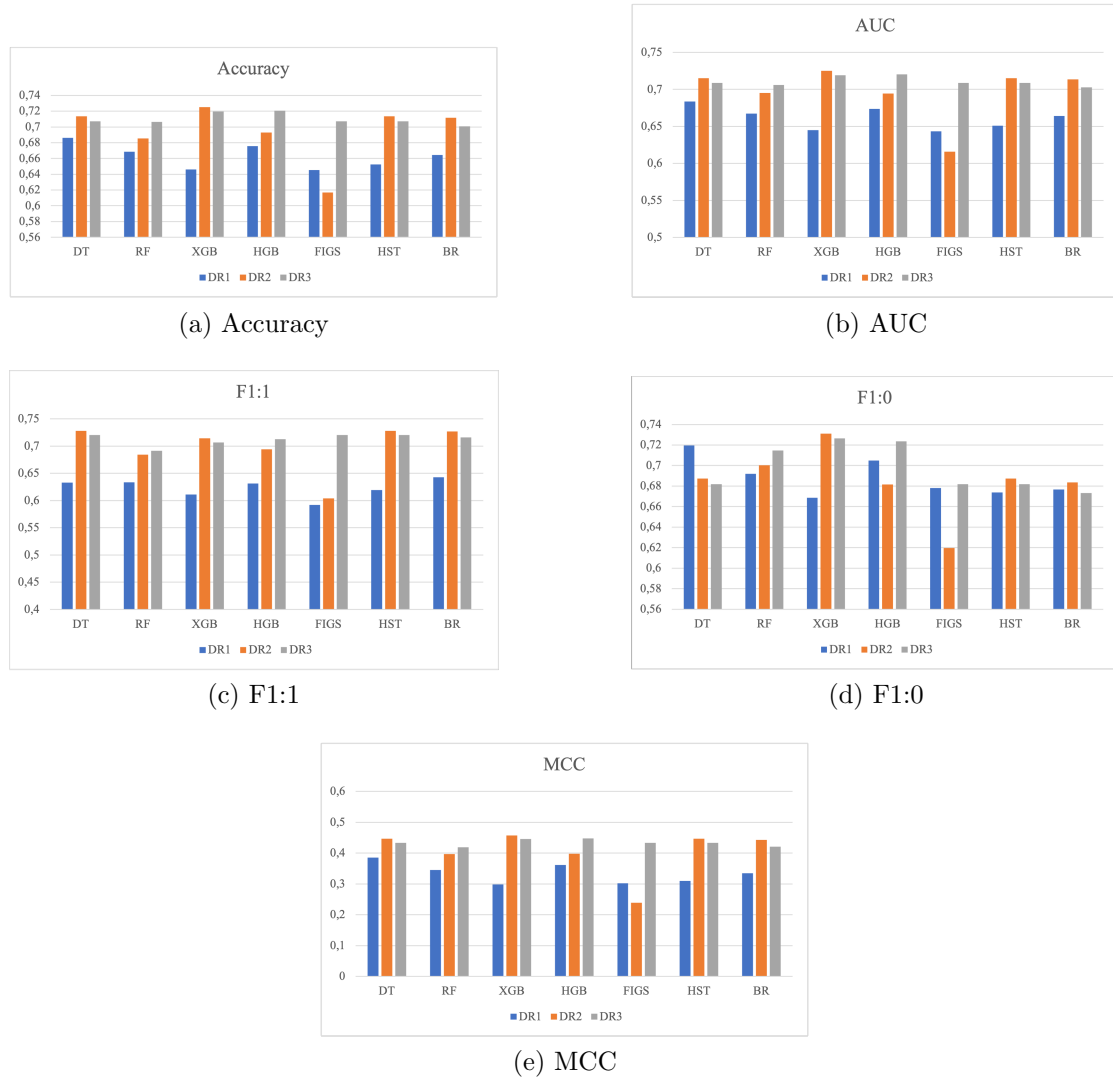 Accuracy
0,74
0,72
0,7
0,68
0,66
0,64
0,62
0,6
0,58
0,56
DT RF XGB HGB FIGS HST BR
DR1 DR2 DR3
(a) Accuracy
AUC
0,75
0,7
0,65
0,6
0,55
0,5
DT RF XGB HGB FIGS HST BR
DR1 DR2 DR3
(b) AUC
F1:1
0,75
0,7
0,65
0,6
0,55
0,5
0,45
0,4
DT RF XGB HGB FIGS HST BR
DR1 DR2 DR3
(c) F1:1
F1:0
0,74
0,72
0,7
0,68
0,66
0,64
0,62
0,6
0,58
0,56
DT RF XGB HGB FIGS HST BR
DR1 DR2 DR3
(d) F1:0
MCC
0,6
0,5
0,4
0,3
0,2
0,1
0
DT RF XGB HGB FIGS HST BR
DR1 DR2 DR3
(e) MCC